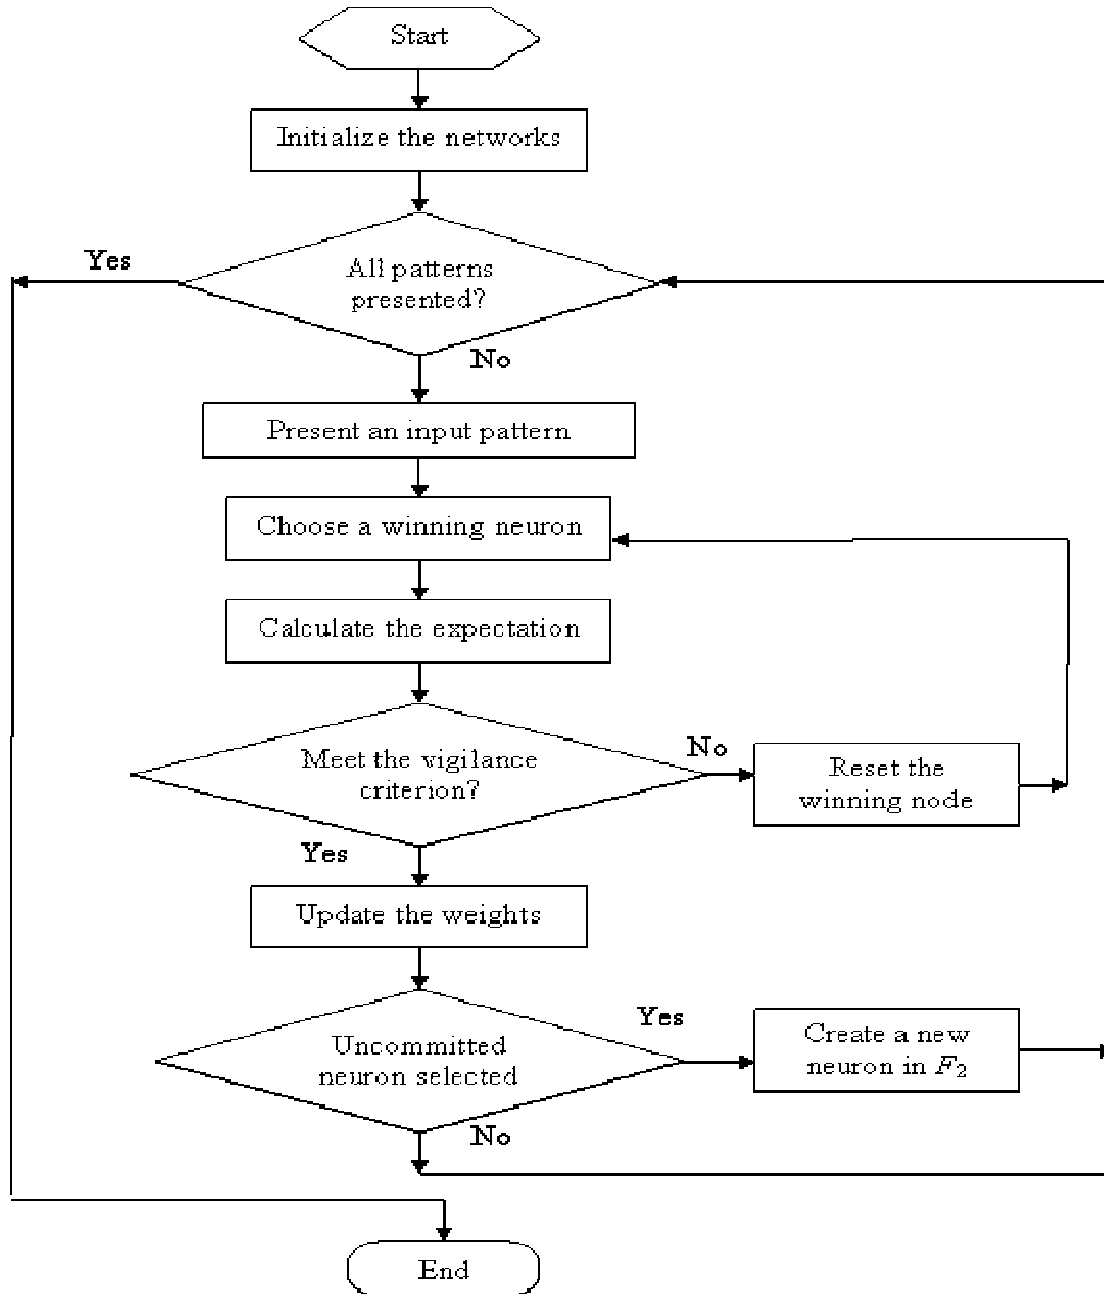 Start
Initialize the networks
Yes
All patterns
presented?
No
Present an input pattern
Choose a winning neuron
Calculate the expectation
Meet the vigilance
criterion?
No
Reset the
winning node
Yes
Update the weights
Uncommitted
neuron selected
Yes
Create a new
neuron in F₂
No
End